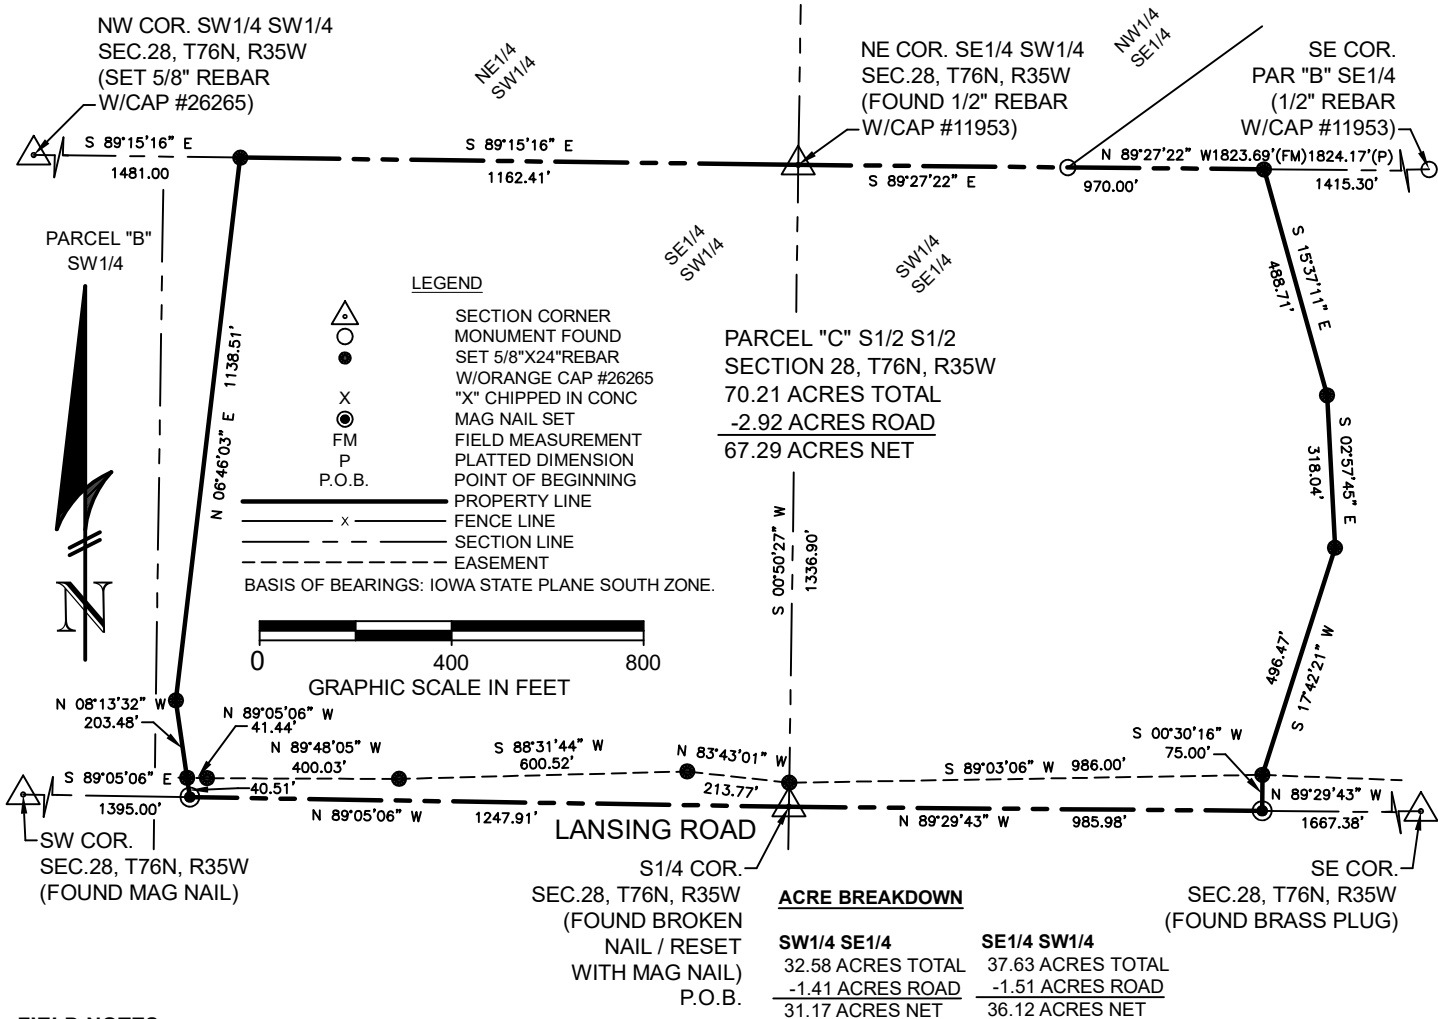 NW COR. SW1/4 SW1/4
SEC.28, T76N, R35W
(SET 5/8" REBAR
W/CAP #26265)
NE1/4
SW1/4
NE COR. SE1/4 SW1/4
SEC.28, T76N, R35W
(FOUND 1/2" REBAR
W/CAP #11953)
NW1/4
SE1/4
SE COR.
PAR "B" SE1/4
(1/2" REBAR
W/CAP #11953)
S 89°15'16" E
1481.00
S 89°15'16" E
1162.41'
S 89°27'22" E
N 89°27'22" W1823.69'(FM)1824.17'(P)
970.00'
1415.30'
PARCEL "B"
SW1/4
SE1/4
SW1/4
SW1/4
SE1/4
S 15°37'11" E
488.71'
N 06°46'03" E 1138.51'
LEGEND
SECTION CORNER
MONUMENT FOUND
SET 5/8"X24"REBAR
W/ORANGE CAP #26265
X "X" CHIPPED IN CONC
MAG NAIL SET
FM FIELD MEASUREMENT
P PLATTED DIMENSION
P.O.B. POINT OF BEGINNING
PROPERTY LINE
X FENCE LINE
SECTION LINE
EASEMENT
BASIS OF BEARINGS: IOWA STATE PLANE SOUTH ZONE.
PARCEL "C" S1/2 S1/2
SECTION 28, T76N, R35W
70.21 ACRES TOTAL
-2.92 ACRES ROAD
67.29 ACRES NET
S 02°57'45" E
318.04'
S 00°50'27" W
1336.90'
N
0 400 800
GRAPHIC SCALE IN FEET
496.47'
S 17°42'21" W
N 08°13'32" W
203.48'
N 89°05'06" W
41.44'
N 89°48'05" W
400.03'
S 88°31'44" W
600.52'
N 83°43'01" W
213.77'
S 89°03'06" W 986.00'
S 00°30'16" W
75.00'
S 89°05'06" E
1395.00'
40.51'
N 89°05'06" W 1247.91'
LANSING ROAD
N 89°29'43" W 985.98'
N 89°29'43" W
1667.38'
SW COR.
SEC.28, T76N, R35W
(FOUND MAG NAIL)
S1/4 COR.
SEC.28, T76N, R35W
(FOUND BROKEN
NAIL / RESET
WITH MAG NAIL)
P.O.B.
SE COR.
SEC.28, T76N, R35W
(FOUND BRASS PLUG)
ACRE BREAKDOWN
SW1/4 SE1/4
32.58 ACRES TOTAL
-1.41 ACRES ROAD
31.17 ACRES NET
SE1/4 SW1/4
37.63 ACRES TOTAL
-1.51 ACRES ROAD
36.12 ACRES NET